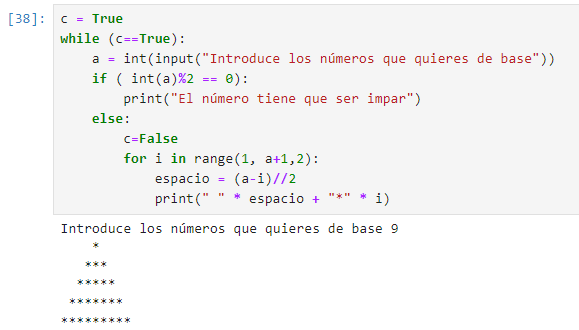 [38]: c = True
while (c==True):
    a = int(input("Introduce los números que quieres de base"))
    if ( int(a)%2 == 0):
        print("El número tiene que ser impar")
    else:
        c=False
        for i in range(1, a+1,2):
            espacio = (a-i)//2
            print(" " * espacio + "*" * i)
Introduce los números que quieres de base 9
    *
   ***
  *****
 *******
*********